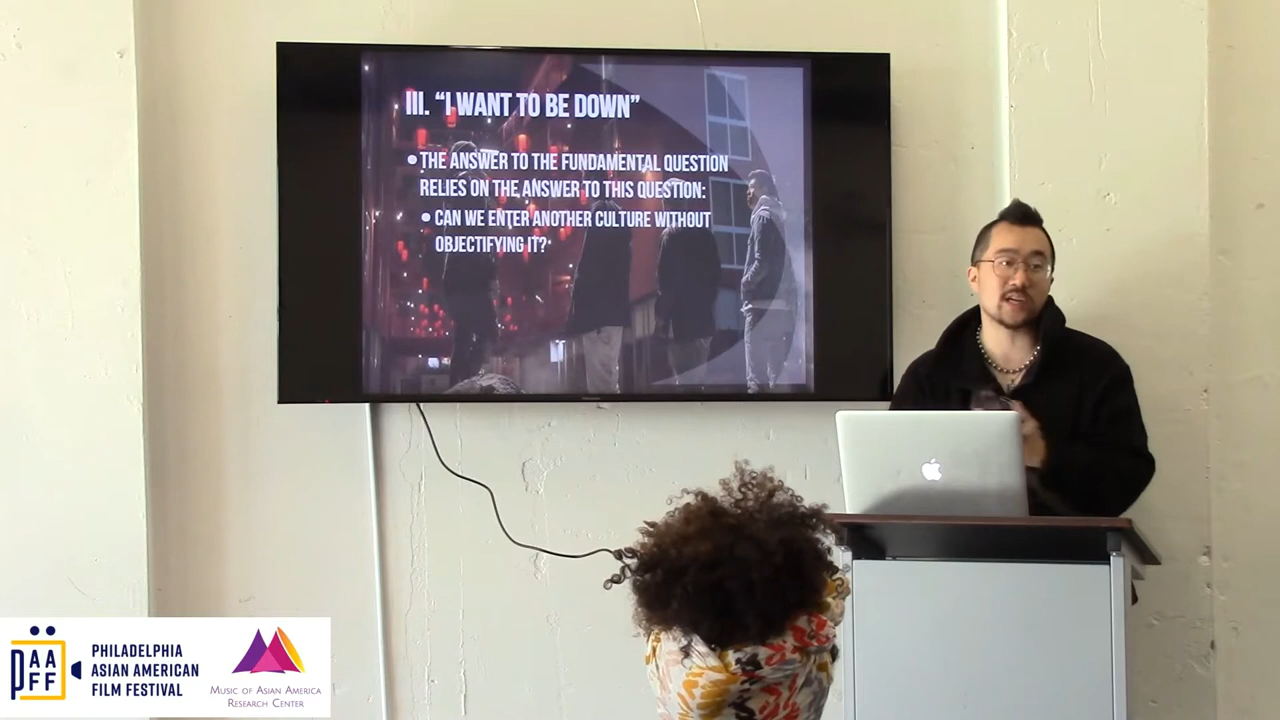 III. “I WANT TO BE DOWN”
• THE ANSWER TO THE FUNDAMENTAL QUESTION
RELIES ON THE ANSWER TO THIS QUESTION:
• CAN WE ENTER ANOTHER CULTURE WITHOUT
OBJECTIFYING IT?
PAAFF
PHILADELPHIA
ASIAN AMERICAN
FILM FESTIVAL
MUSIC OF ASIAN AMERICA
RESEARCH CENTER